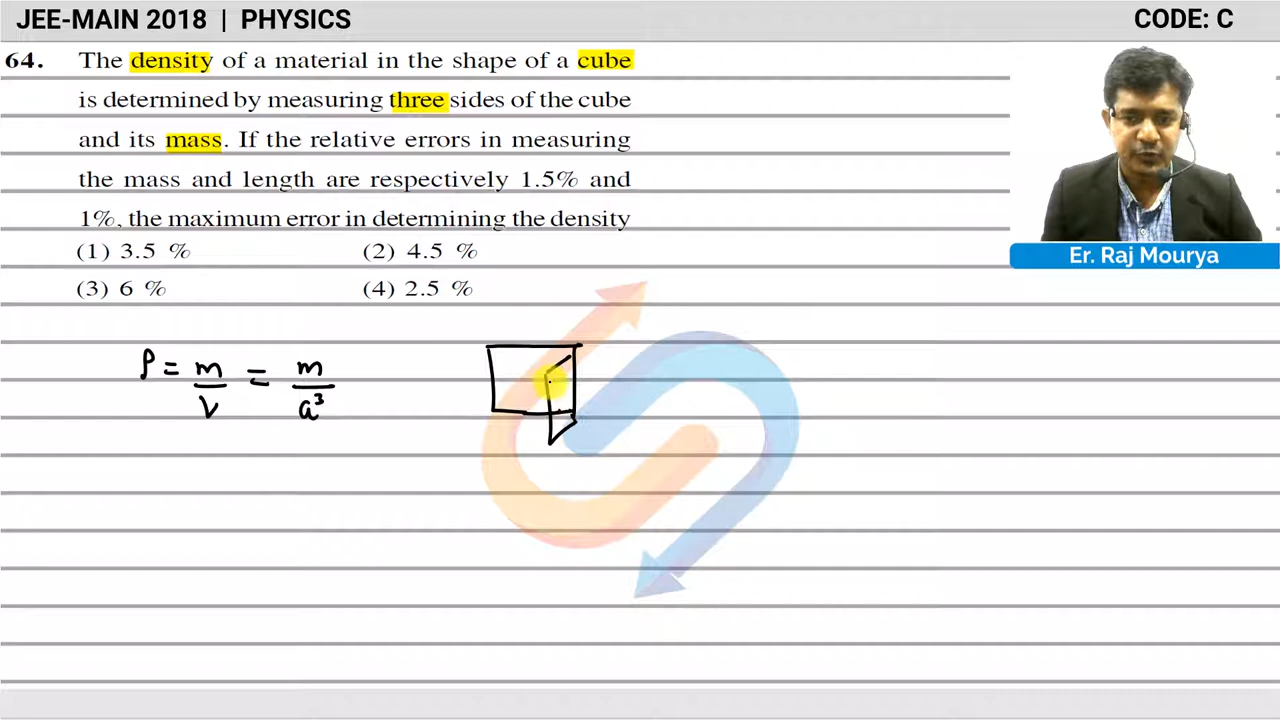 JEE-MAIN 2018 | PHYSICS
CODE: C
64. The density of a material in the shape of a cube
is determined by measuring three sides of the cube
and its mass. If the relative errors in measuring
the mass and length are respectively 1.5% and
1%, the maximum error in determining the density
(1) 3.5 % (2) 4.5 %
(3) 6 % (4) 2.5 %
Er. Raj Mourya
ρ = m/v = m/a³